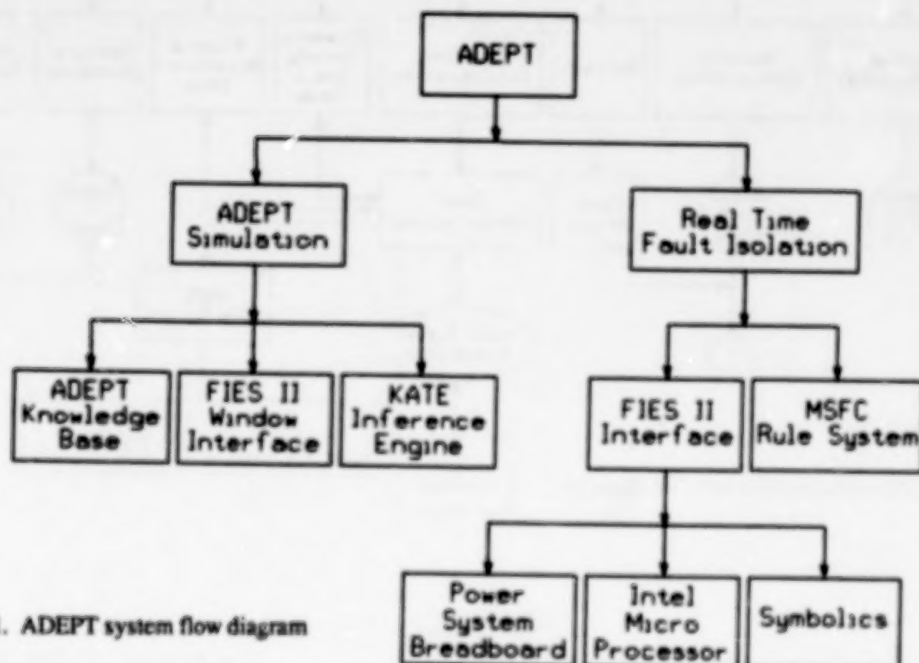 ADEPT
ADEPT
Simulation
Real Time
Fault Isolation
ADEPT
Knowledge
Base
FIES II
Window
Interface
KATE
Inference
Engine
FIES II
Interface
MSFC
Rule System
Power
System
Breadboard
Intel
Micro
Processor
Symbolics
. ADEPT system flow diagram